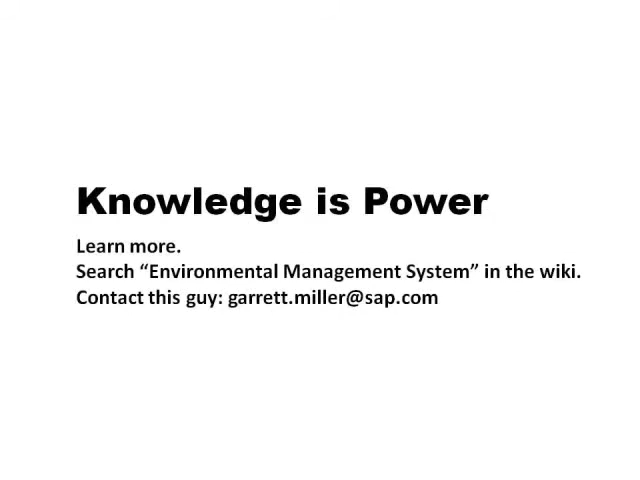 Knowledge is Power
Learn more.
Search “Environmental Management System” in the wiki.
Contact this guy: garrett.miller@sap.com